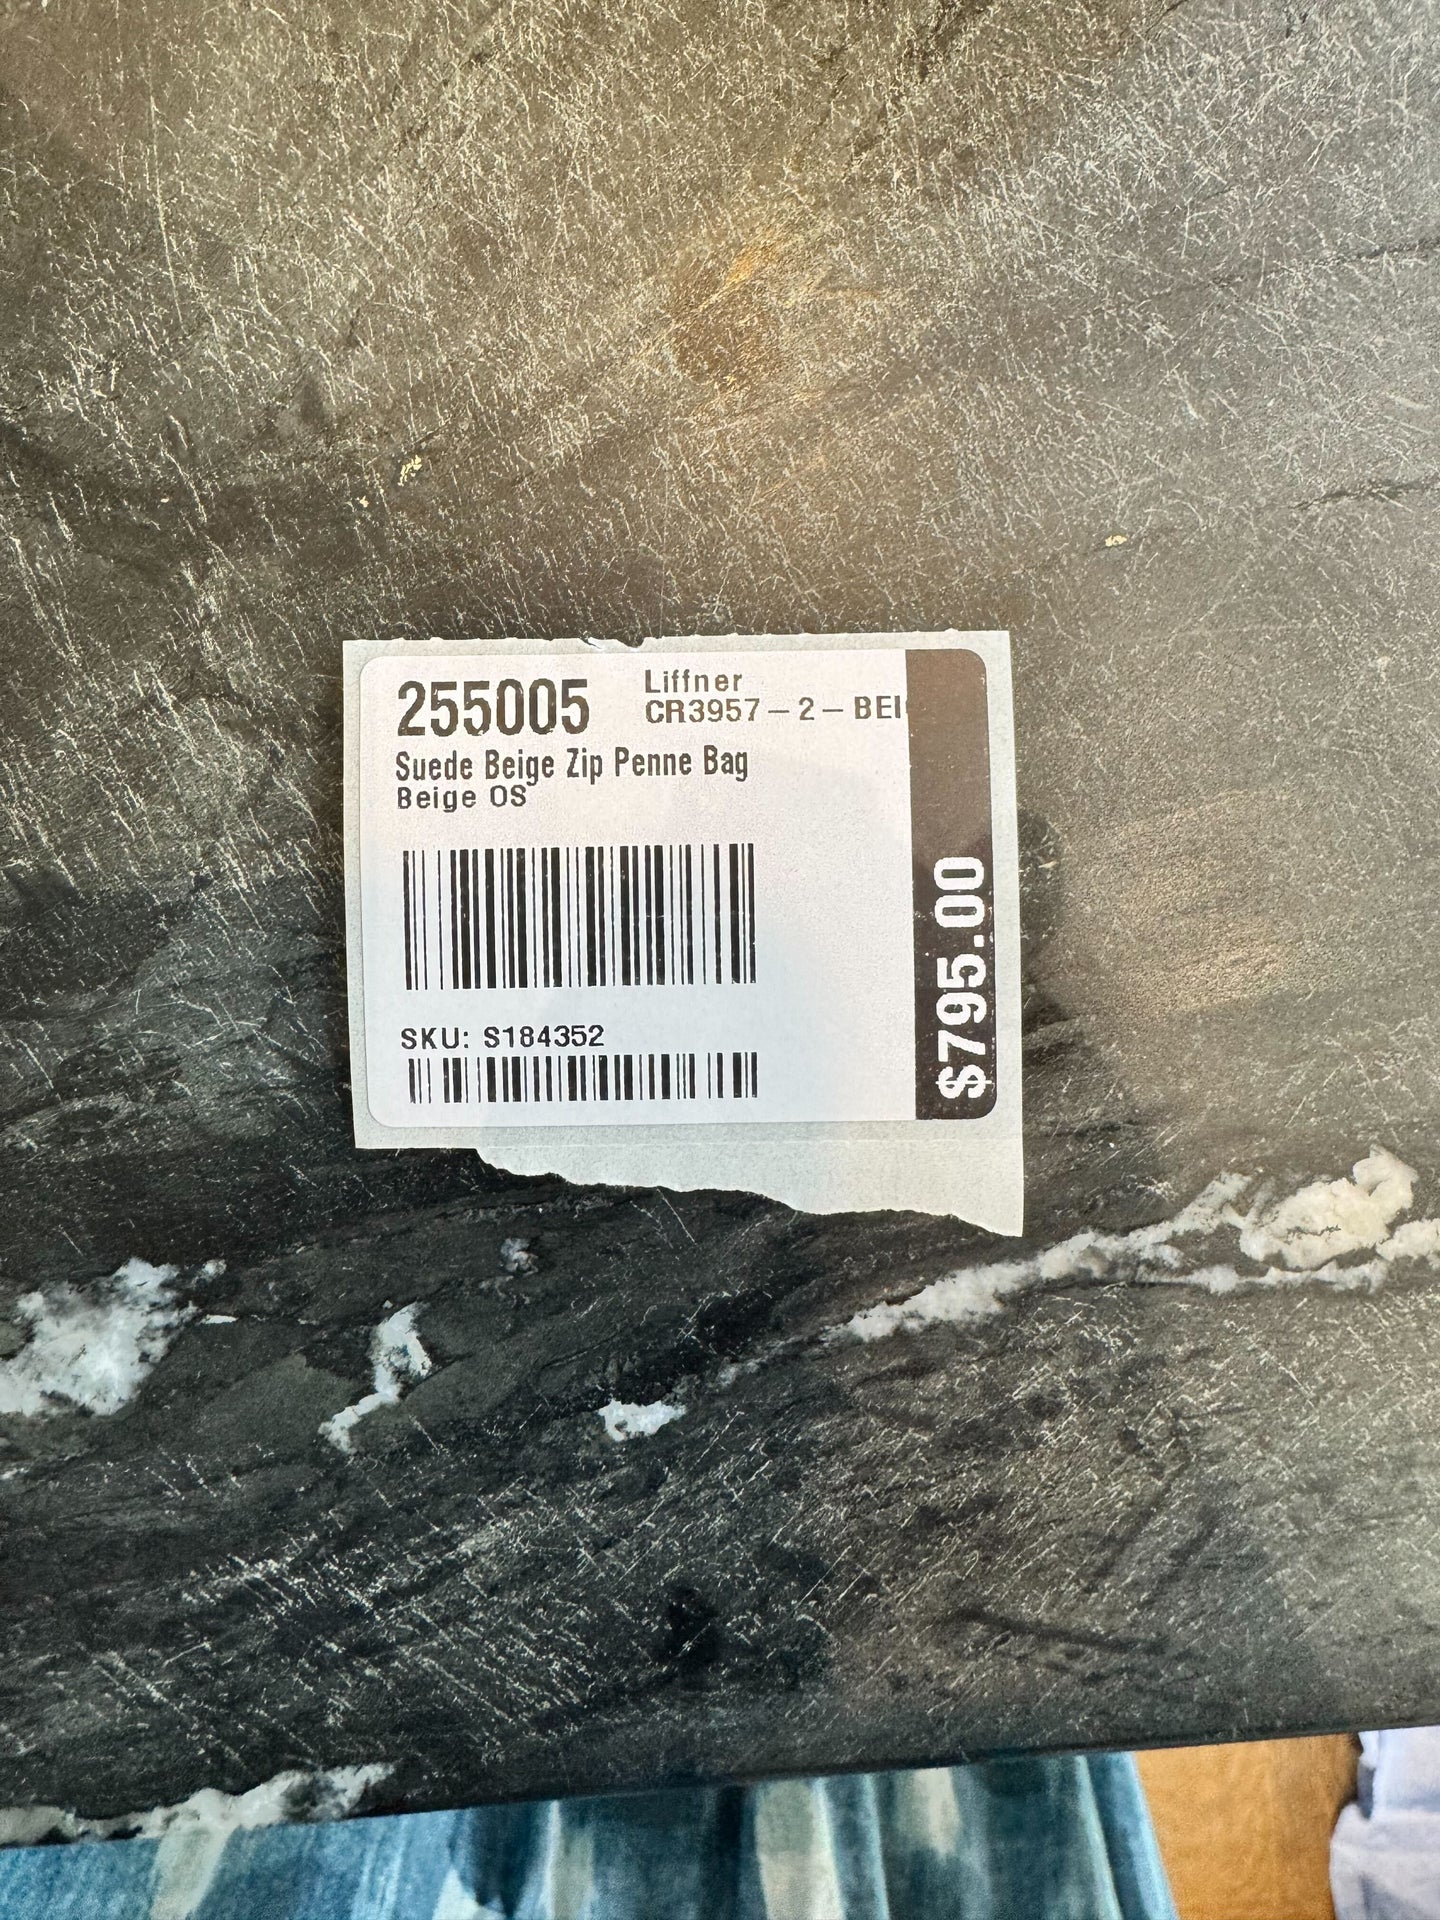 255005
Liffner
CR3957-2-BEI
Suede Beige Zip Penne Bag
Beige OS
SKU: S184352
$795.00